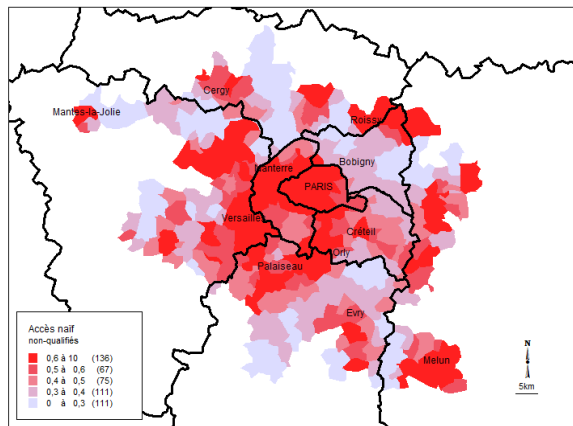 Cergy
Mantes-la-Jolie
Roissy
Bobigny
Nanterre
PARIS
Versailles
Créteil
Orly
Palaiseau
Evry
Melun
Accès naïf
non-qualifiés
0,6 à 10 (136)
0,5 à 0,6 (67)
0,4 à 0,5 (75)
0,3 à 0,4 (111)
0 à 0,3 (111)
N
5km